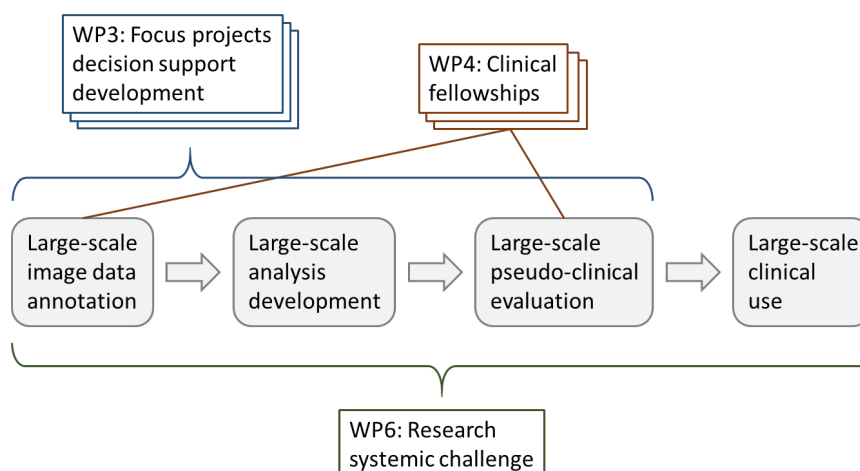 WP3: Focus projects
decision support
development
WP4: Clinical
fellowships
Large-scale
image data
annotation
Large-scale
analysis
development
Large-scale
pseudo-clinical
evaluation
Large-scale
clinical
use
WP6: Research
systemic challenge